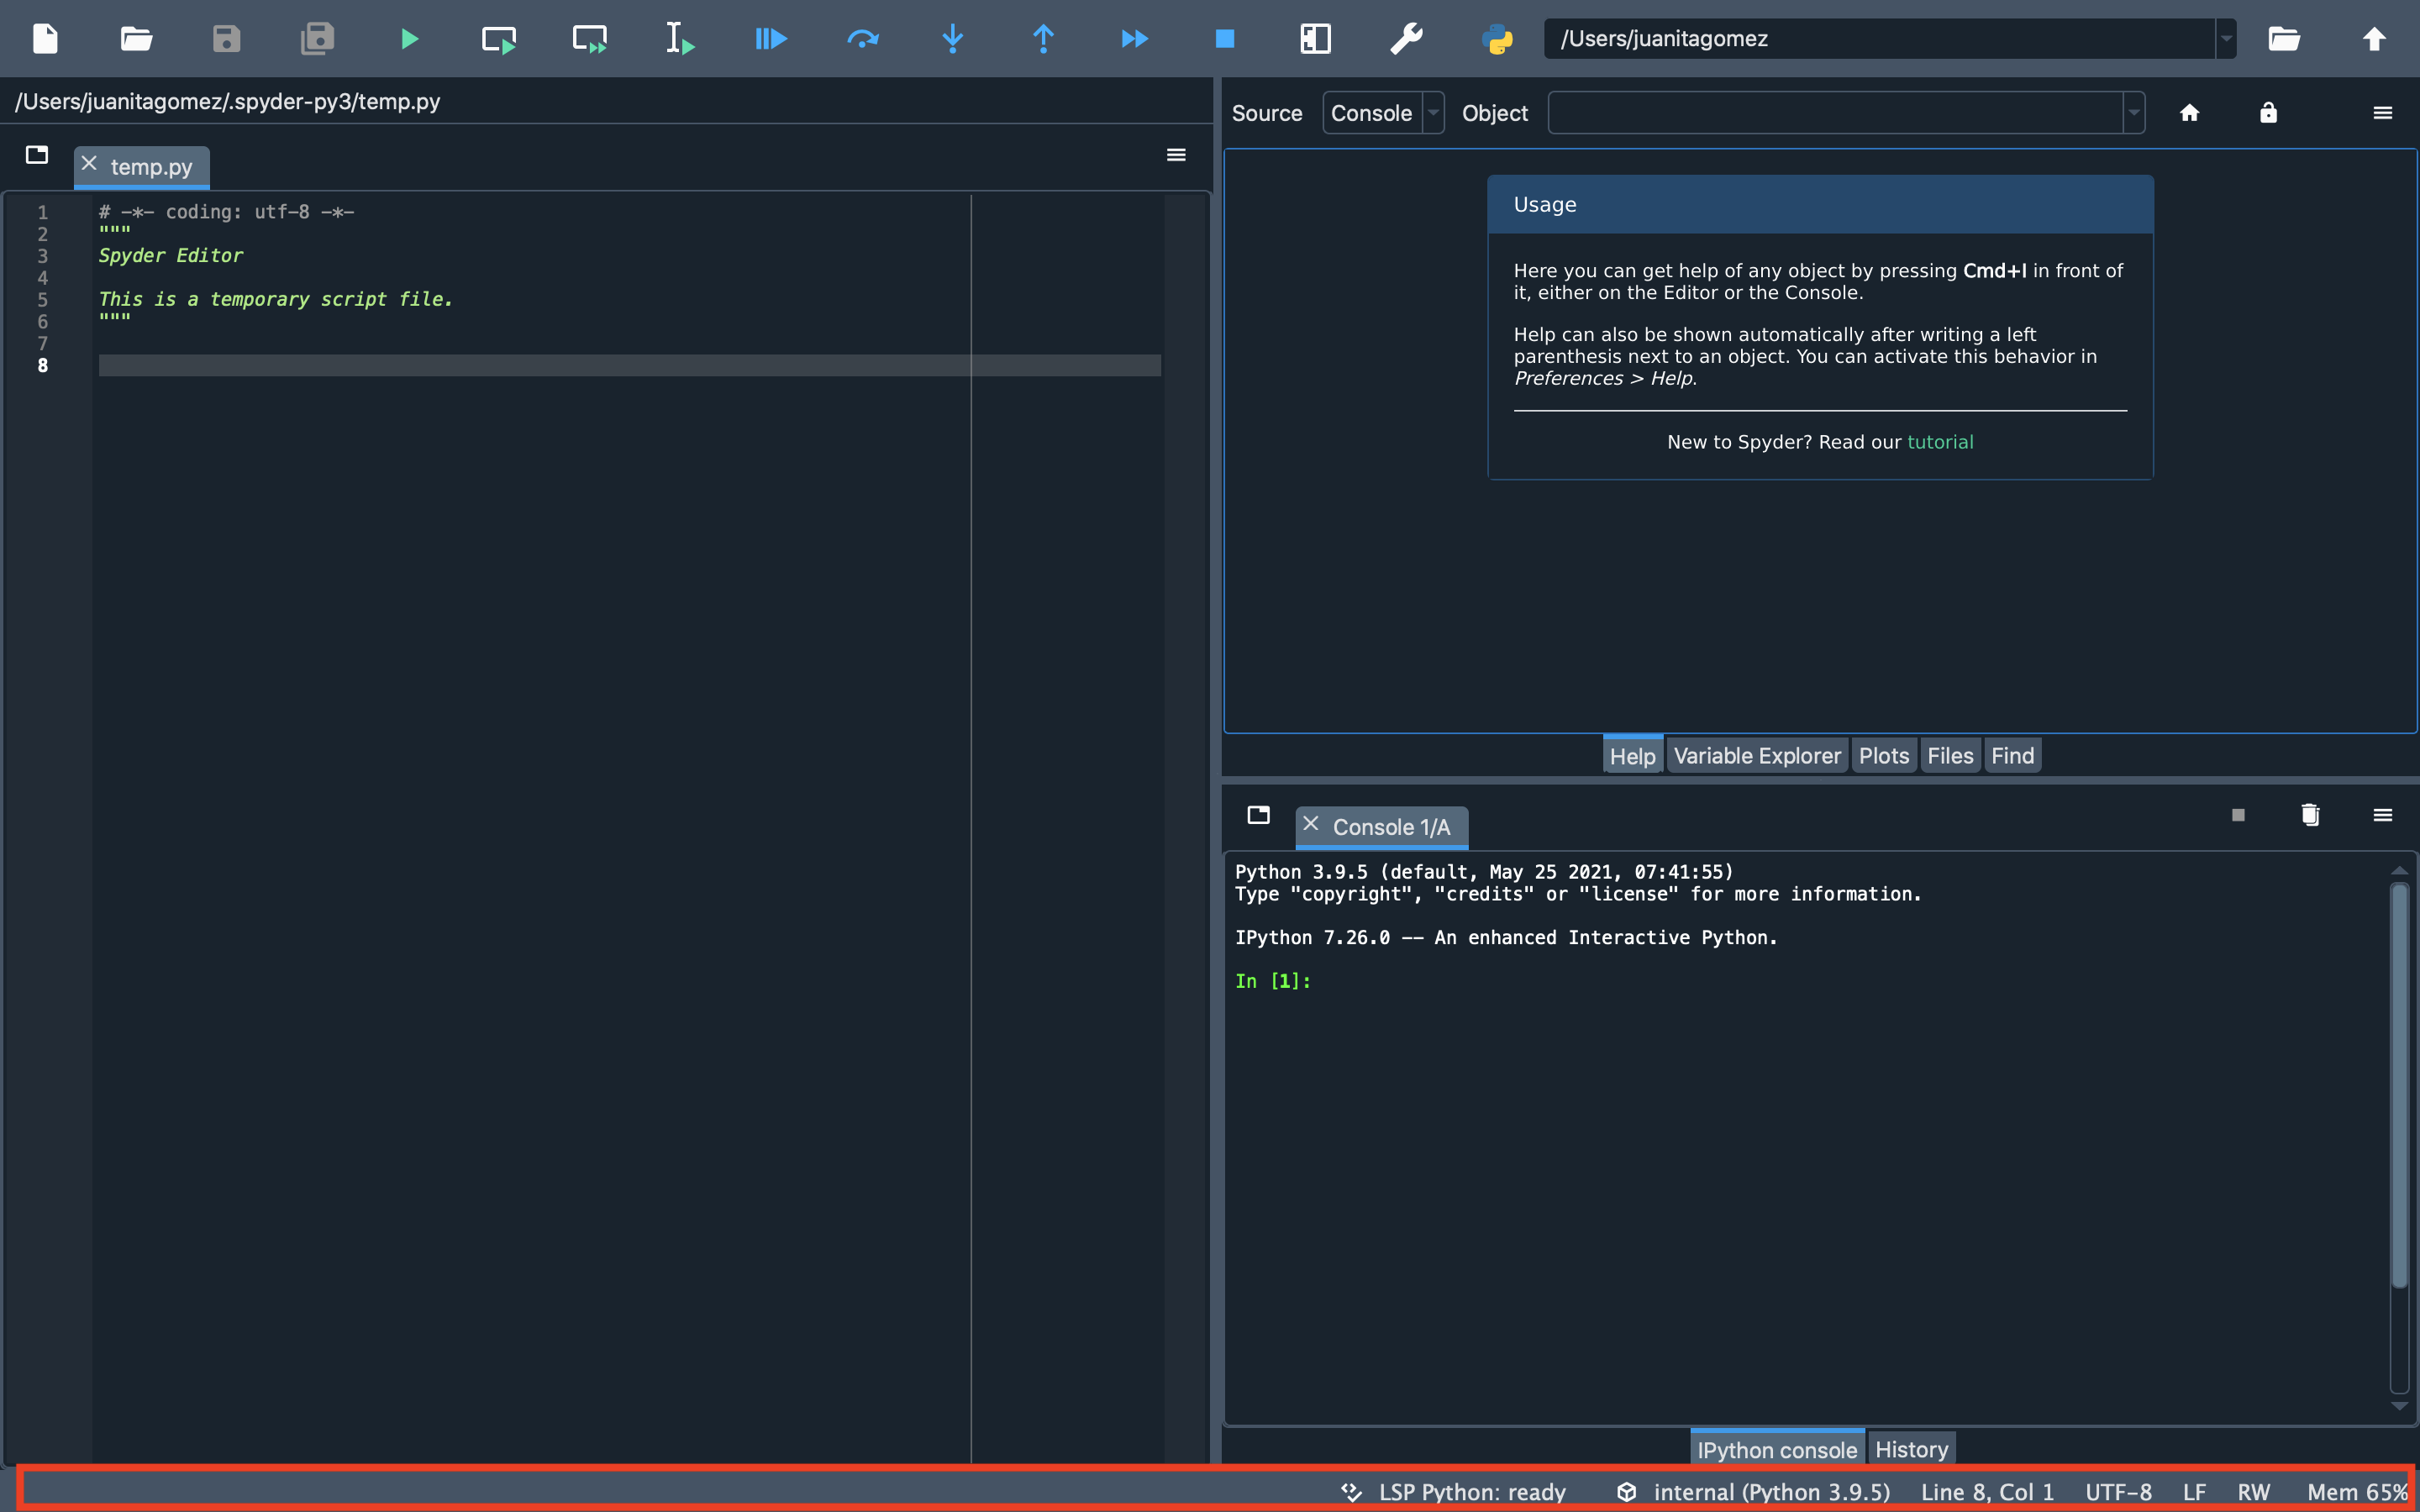 /Users/juanitagomez
/Users/juanitagomez/.spyder-py3/temp.py
temp.py
1 # -*- coding: utf-8 -*-
2 """
3 Spyder Editor
4
5 This is a temporary script file.
6 """
7
8
Source Console Object
Usage
Here you can get help of any object by pressing Cmd+I in front of
it, either on the Editor or the Console.
Help can also be shown automatically after writing a left
parenthesis next to an object. You can activate this behavior in
Preferences > Help.
New to Spyder? Read our tutorial
Help Variable Explorer Plots Files Find
Console 1/A
Python 3.9.5 (default, May 25 2021, 07:41:55)
Type "copyright", "credits" or "license" for more information.
IPython 7.26.0 -- An enhanced Interactive Python.
In [1]:
IPython console History
LSP Python: ready internal (Python 3.9.5) Line 8, Col 1 UTF-8 LF RW Mem 65%